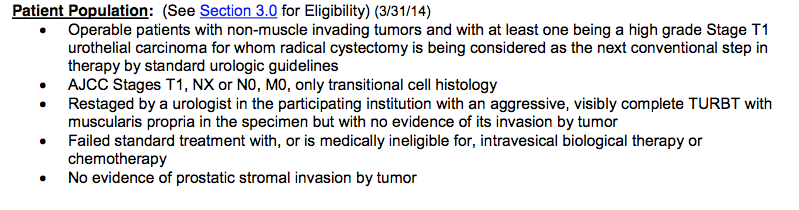 Patient Population: (See Section 3.0 for Eligibility) (3/31/14)
• Operable patients with non-muscle invading tumors and with at least one being a high grade Stage T1
urothelial carcinoma for whom radical cystectomy is being considered as the next conventional step in
therapy by standard urologic guidelines
• AJCC Stages T1, NX or N0, M0, only transitional cell histology
• Restaged by a urologist in the participating institution with an aggressive, visibly complete TURBT with
muscularis propria in the specimen but with no evidence of its invasion by tumor
• Failed standard treatment with, or is medically ineligible for, intravesical biological therapy or
chemotherapy
• No evidence of prostatic stromal invasion by tumor